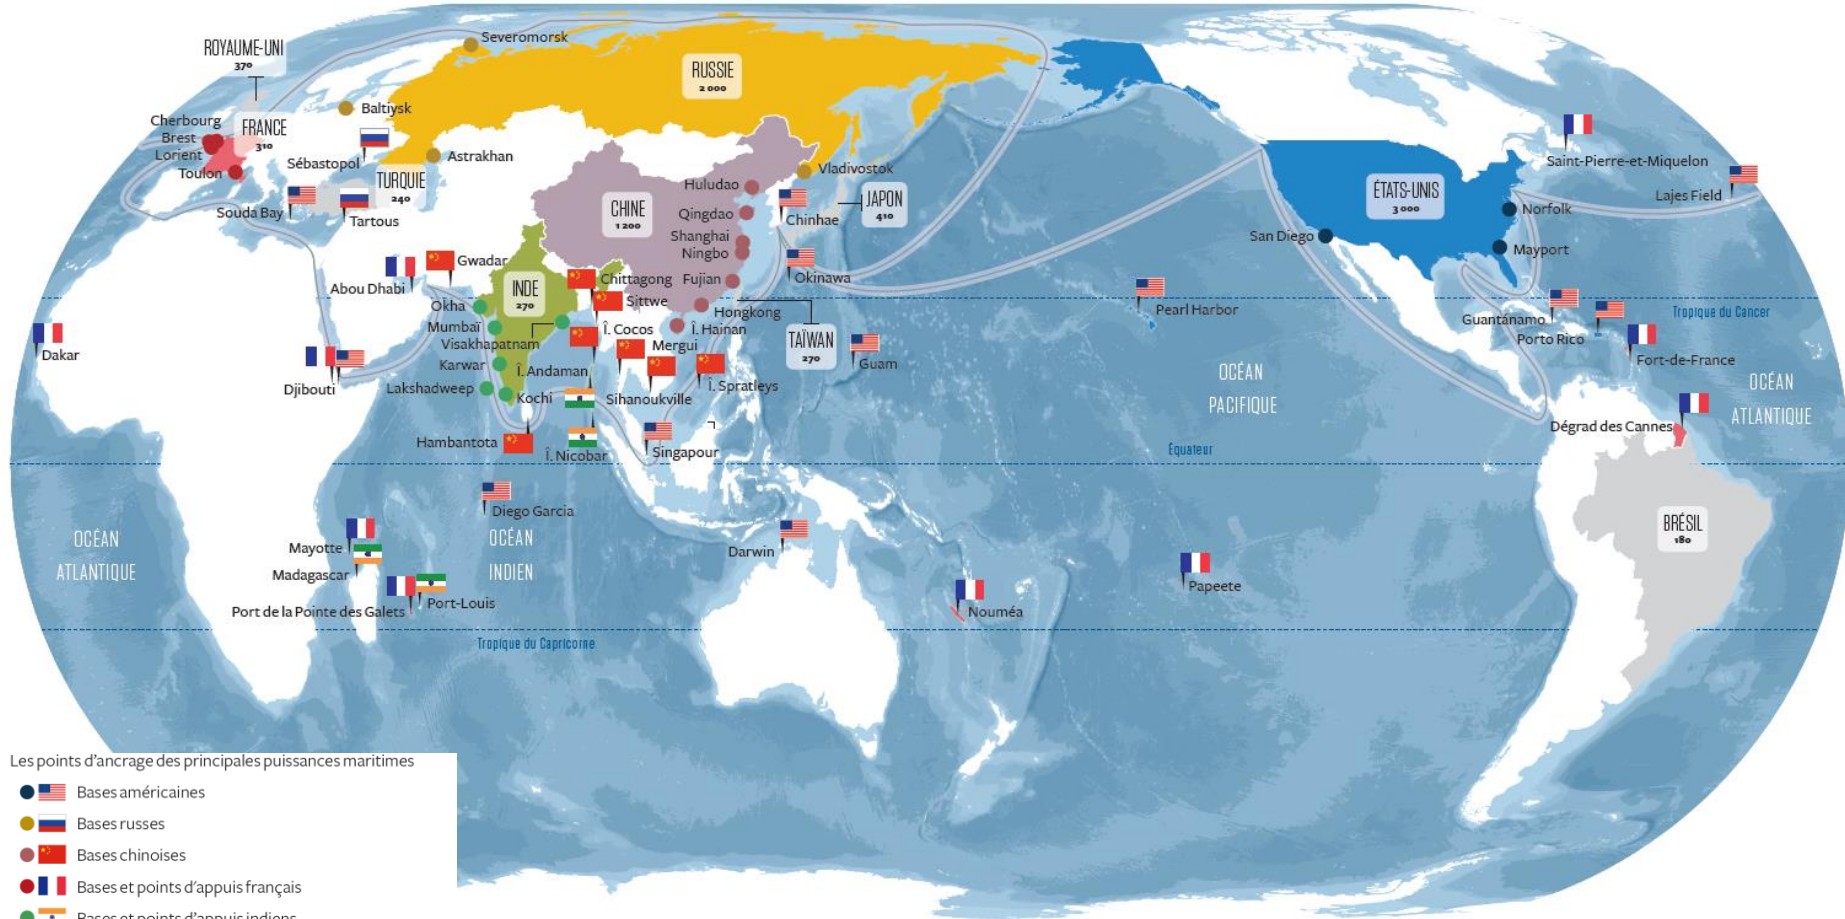 Severomorsk
ROYAUME-UNI
370
RUSSIE
2 000
Baltiysk
Cherbourg
Brest
Lorient
FRANCE
310
Toulon
Sébastopol
Astrakhan
TURQUIE
240
Souda Bay
Tartous
Vladivostok
Huludao
Qingdao
Shanghai
Ningbo
Fujian
CHINE
1 200
Chinhae
JAPON
410
Okinawa
Saint-Pierre-et-Miquelon
Lajes Field
ÉTATS-UNIS
3 000
Norfolk
San Diego
Mayport
Gwadar
Abou Dhabi
INDE
270
Chittagong
Sittwe
Okha
Mumbaï
Visakhapatnam
Karwar
Lakshadweep
Kochi
Î. Cocos
Î. Andaman
Mergui
Hongkong
Î. Hainan
TAÏWAN
270
Guam
Sihanoukville
Î. Spratleys
Pearl Harbor
Guantánamo
Porto Rico
Tropique du Cancer
Fort-de-France
Dakar
Djibouti
Hambantota
Î. Nicobar
Singapour
OCÉAN
PACIFIQUE
OCÉAN
ATLANTIQUE
Dégrad des Cannes
Équateur
Diego Garcia
OCÉAN
ATLANTIQUE
OCÉAN
INDIEN
Mayotte
Madagascar
Port de la Pointe des Galets
Port-Louis
Darwin
Nouméa
Papeete
BRÉSIL
180
Tropique du Capricorne
Les points d'ancrage des principales puissances maritimes
Bases américaines
Bases russes
Bases chinoises
Bases et points d'appuis français
Bases et points d'appuis indiens